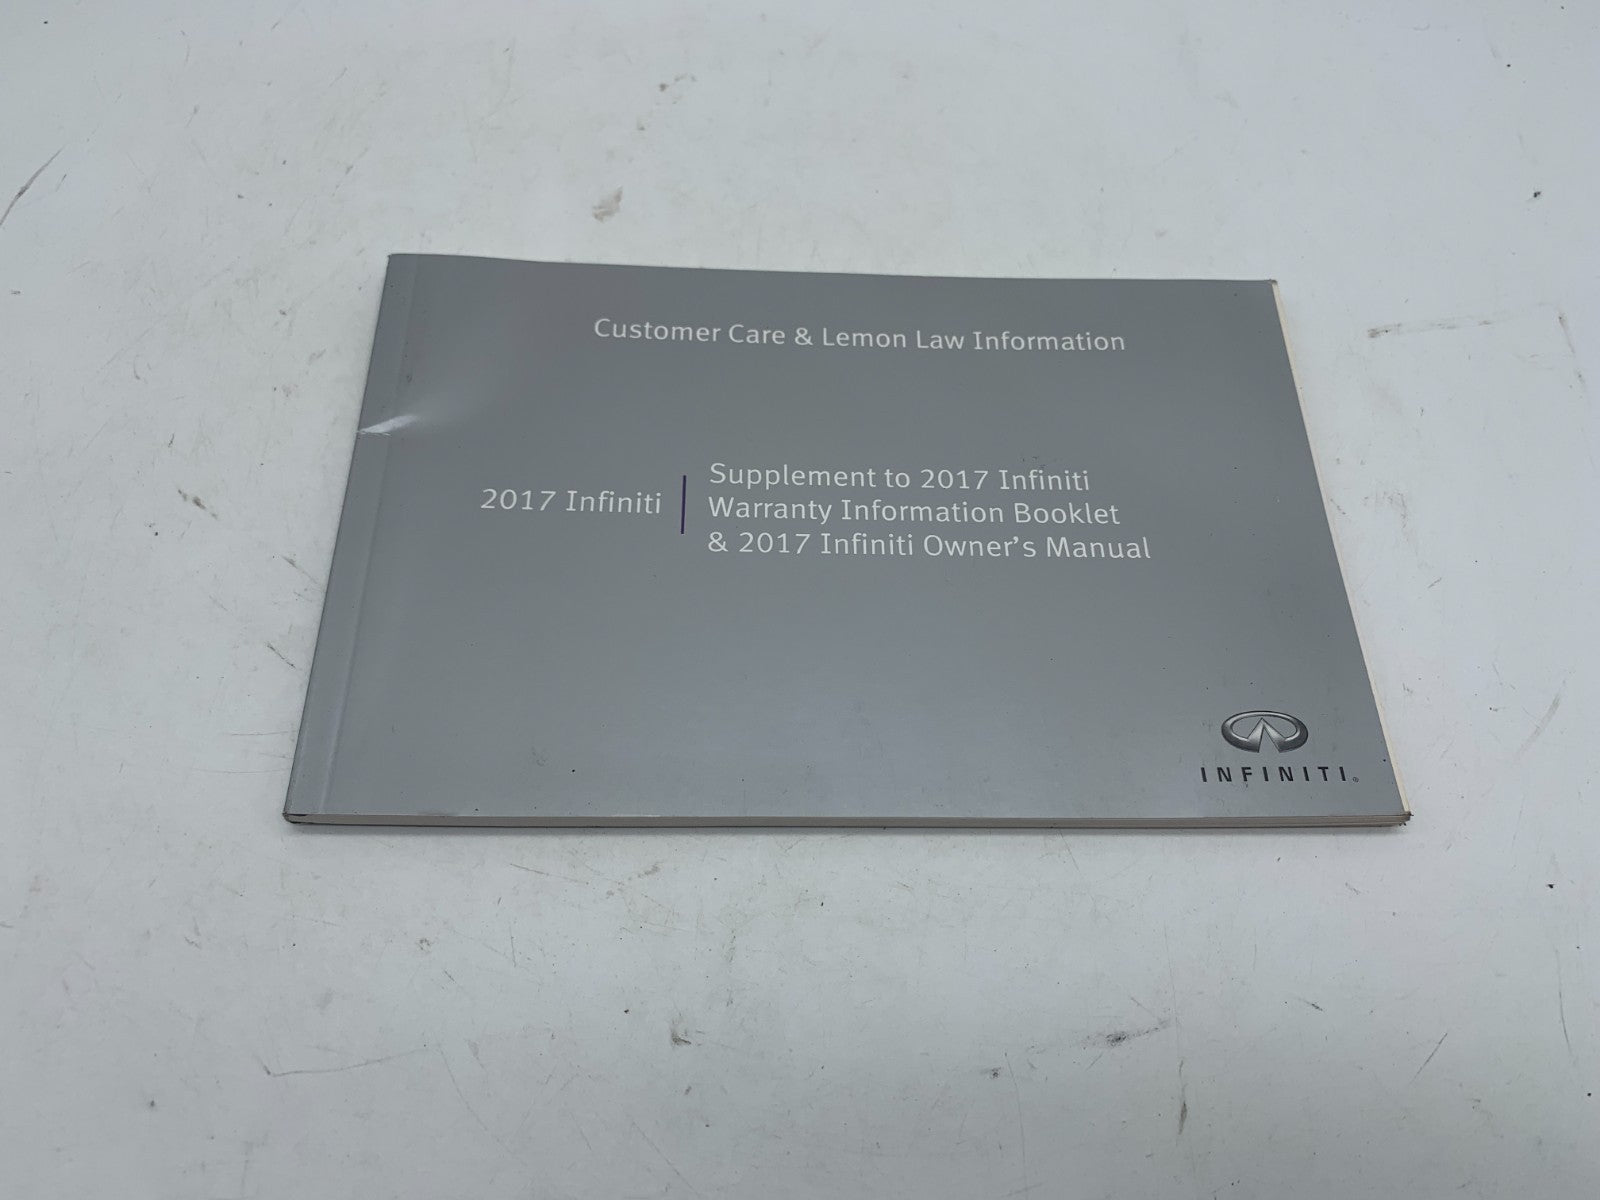 Customer Care & Lemon Law Information
2017 Infiniti
Supplement to 2017 Infiniti
Warranty Information Booklet
& 2017 Infiniti Owner's Manual
INFINITI®